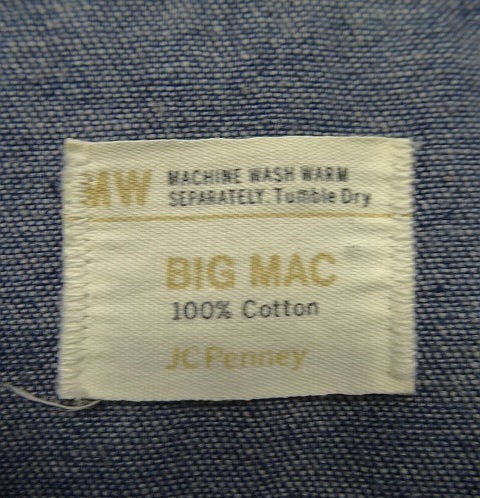 MW MACHINE WASH WARM
SEPARATELY. Tumble Dry
BIG MAC
100% Cotton
JCPenney